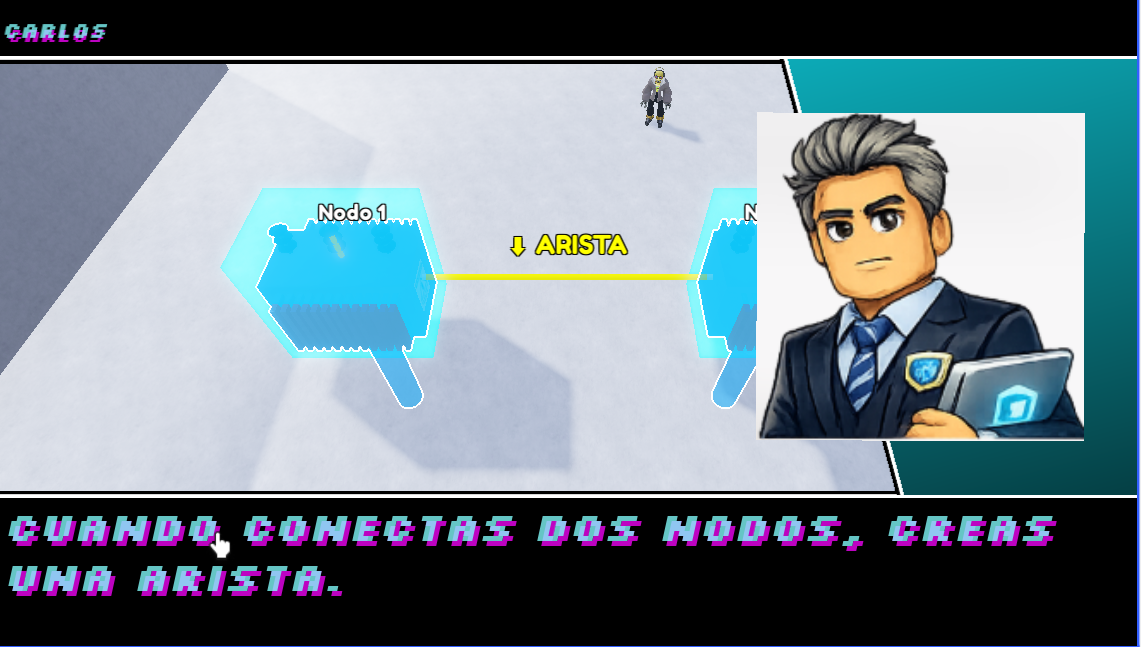 CARLOS
Nodo 1
N
⬇ ARISTA
CUANDO CONECTAS DOS NODOS, CREAS
UNA ARISTA.